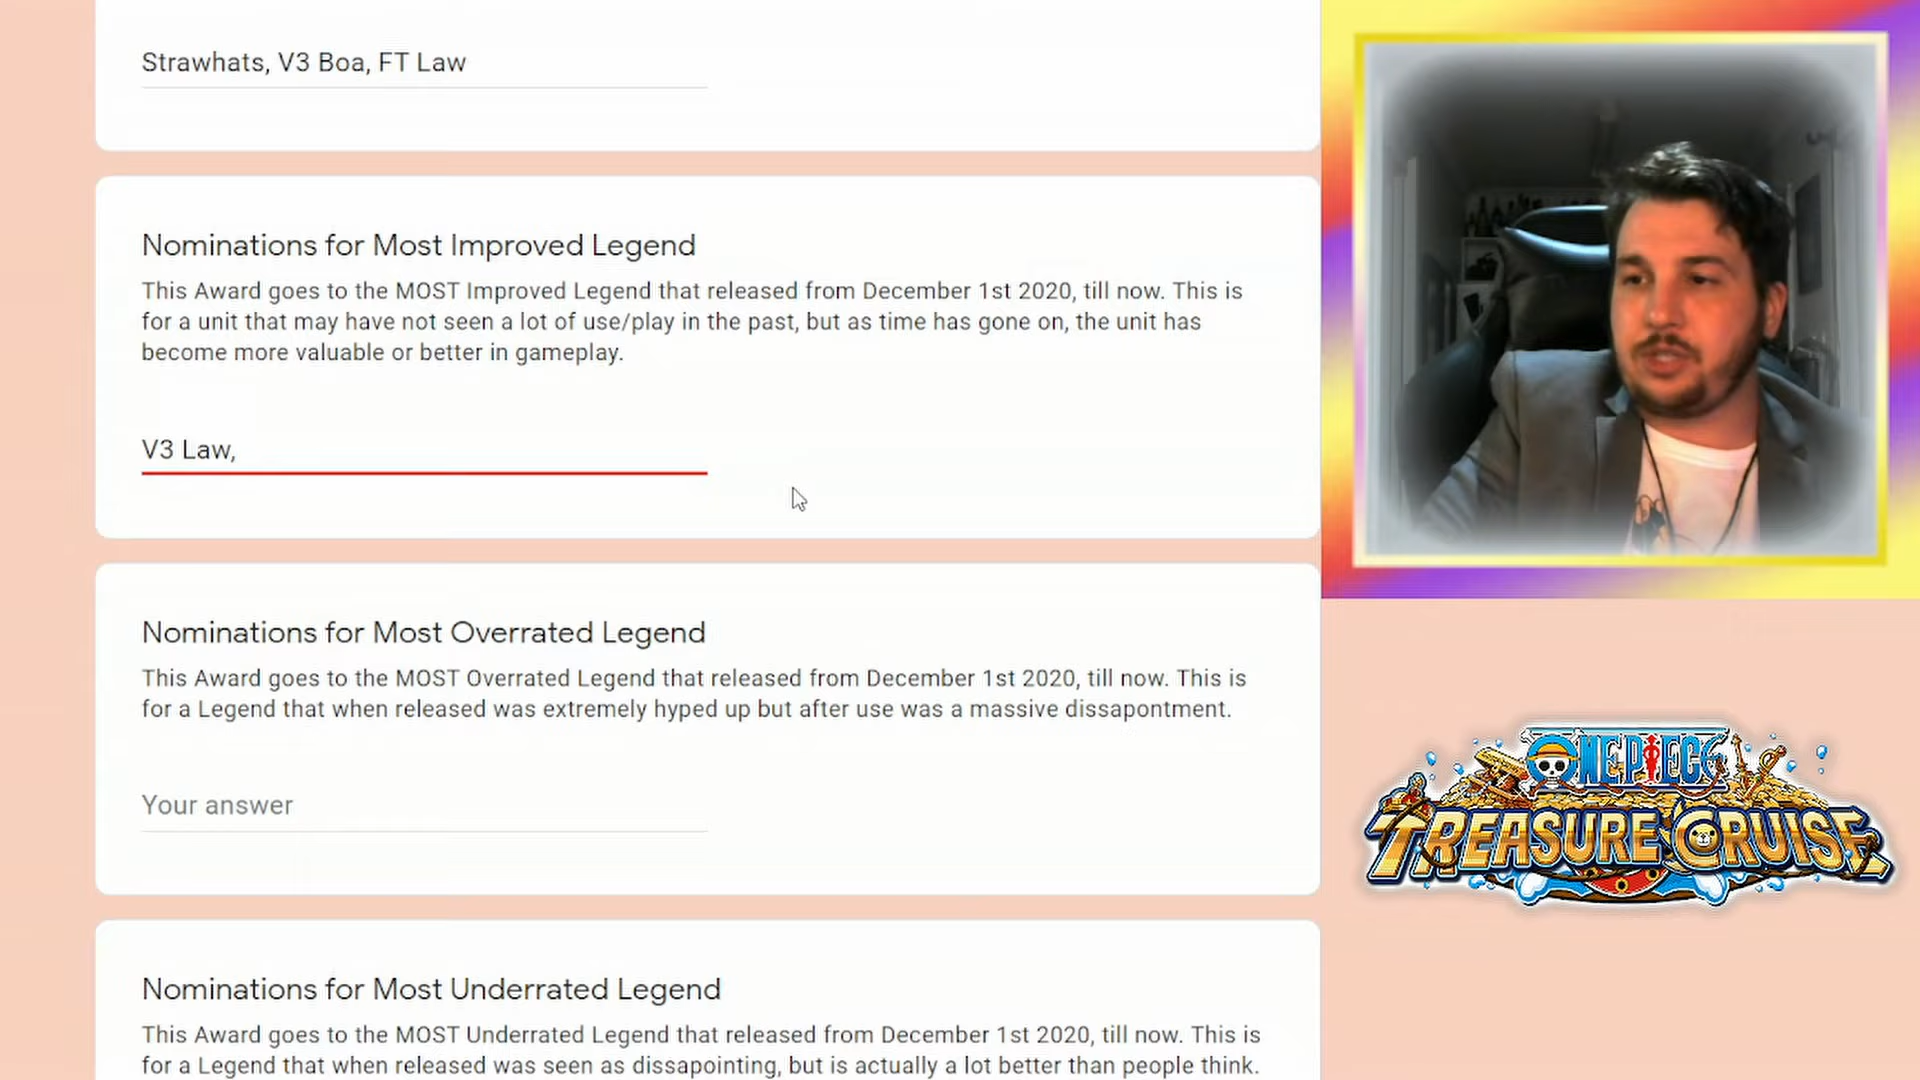 Strawhats, V3 Boa, FT Law
Nominations for Most Improved Legend
This Award goes to the MOST Improved Legend that released from December 1st 2020, till now. This is
for a unit that may have not seen a lot of use/play in the past, but as time has gone on, the unit has
become more valuable or better in gameplay.
V3 Law,
Nominations for Most Overrated Legend
This Award goes to the MOST Overrated Legend that released from December 1st 2020, till now. This is
for a Legend that when released was extremely hyped up but after use was a massive dissapontment.
Your answer
Nominations for Most Underrated Legend
This Award goes to the MOST Underrated Legend that released from December 1st 2020, till now. This is
for a Legend that when released was seen as dissapointing, but is actually a lot better than people think.
ONE PIECE
TREASURE CRUISE